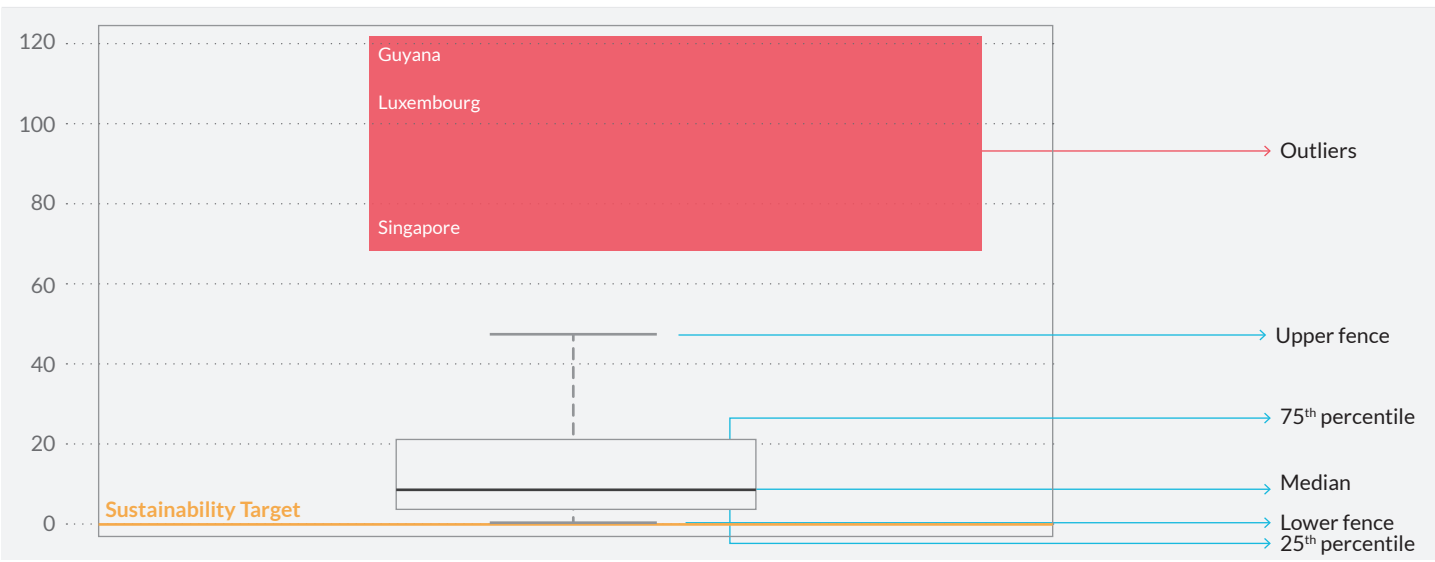 120
Guyana
Luxembourg
100
Outliers
80
Singapore
60
Upper fence
40
75th percentile
20
Median
Sustainability Target
0
Lower fence
25th percentile